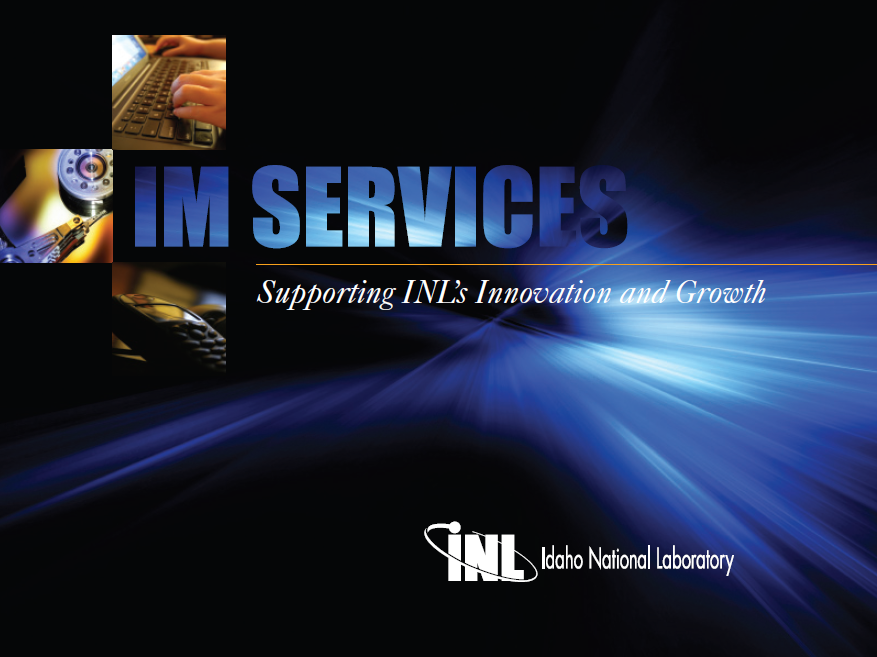 IM SERVICES
Supporting INL's Innovation and Growth
INL Idaho National Laboratory